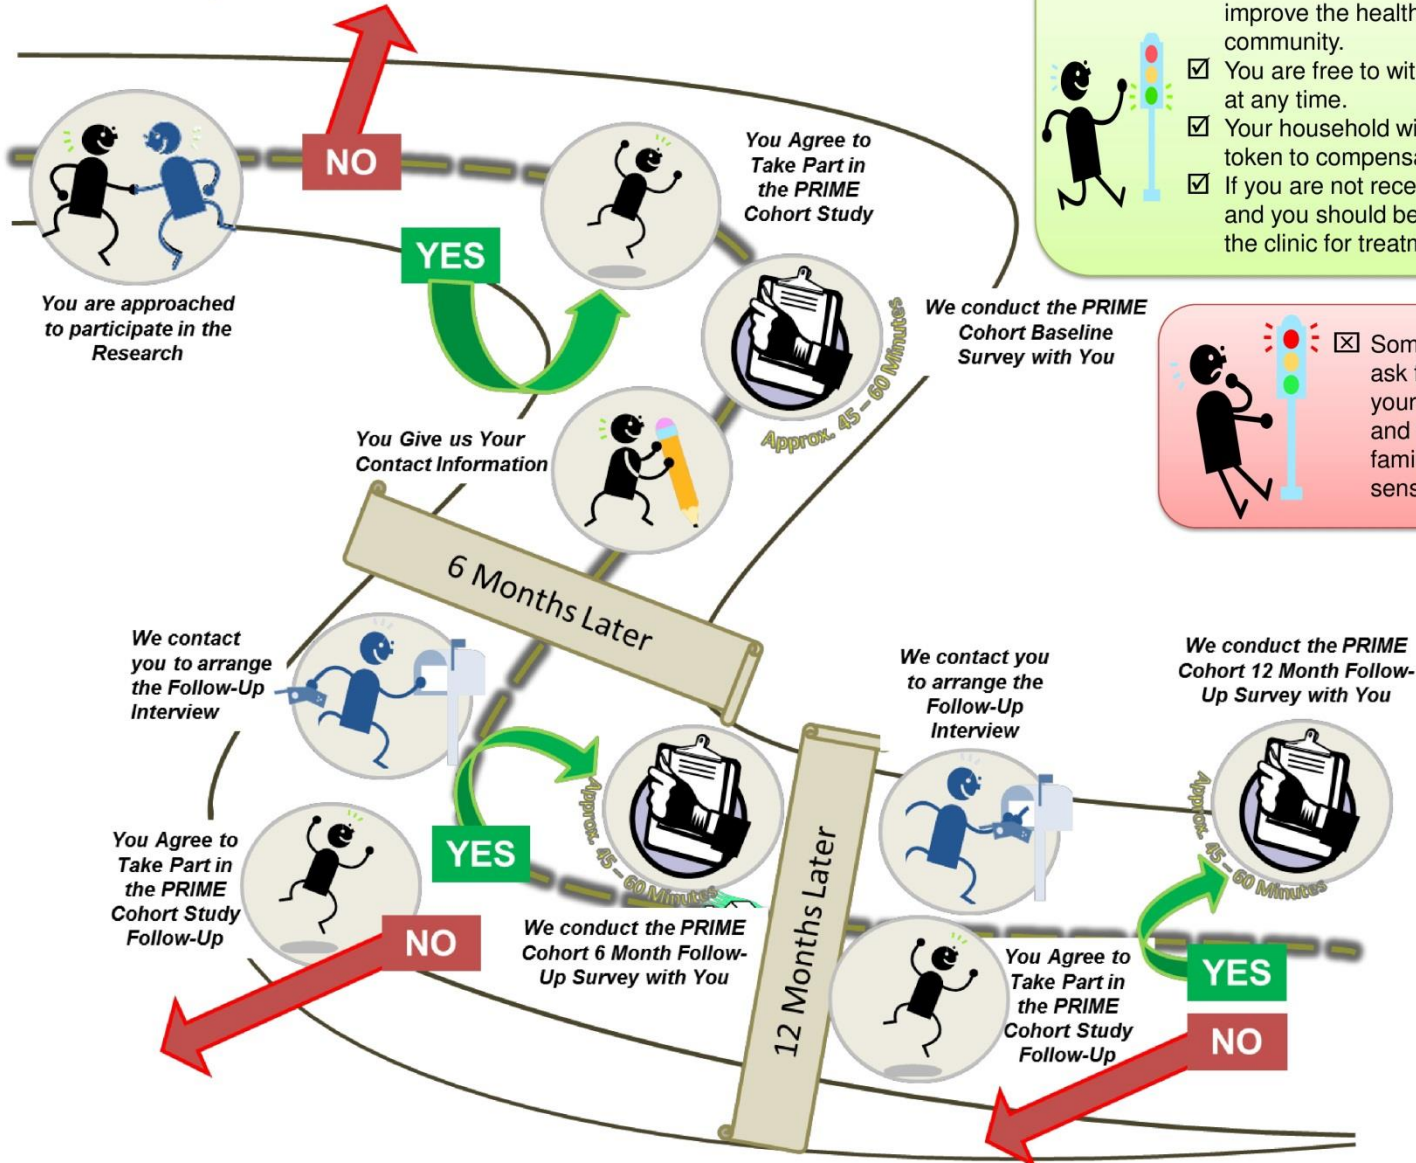 NO
You are approached
to participate in the
Research
YES
You Agree to
Take Part in
the PRIME
Cohort Study
We conduct the PRIME
Cohort Baseline
Survey with You
Approx. 45 – 60 Minutes
You Give us Your
Contact Information
6 Months Later
We contact
you to arrange
the Follow-Up
Interview
You Agree to
Take Part in
the PRIME
Cohort Study
Follow-Up
YES
NO
Approx. 45 – 60 Minutes
We conduct the PRIME
Cohort 6 Month Follow-
Up Survey with You
12 Months Later
We contact you
to arrange the
Follow-Up
Interview
You Agree to
Take Part in
the PRIME
Cohort Study
Follow-Up
We conduct the PRIME
Cohort 12 Month Follow-
Up Survey with You
Approx. 45 – 60 Minutes
YES
NO
improve the health
community.
You are free to wit
at any time.
Your household wi
token to compensa
If you are not rece
and you should be
the clinic for treatm
Som
ask
your
and
fami
sens